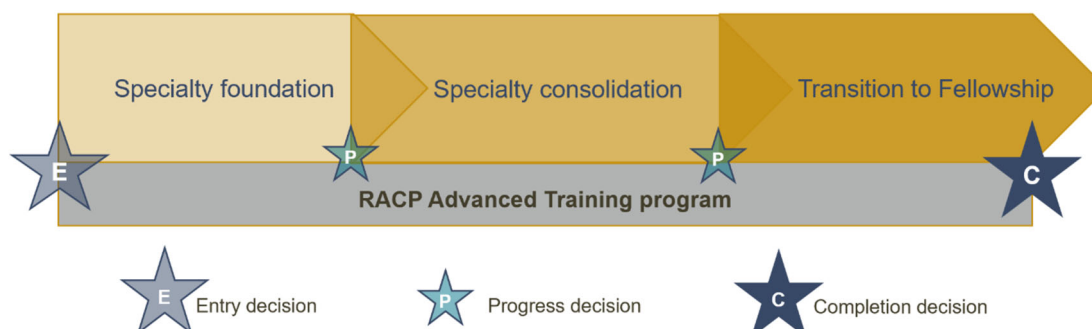 Specialty foundation
Specialty consolidation
Transition to Fellowship
E
P
P
C
RACP Advanced Training program
E Entry decision
P Progress decision
C Completion decision